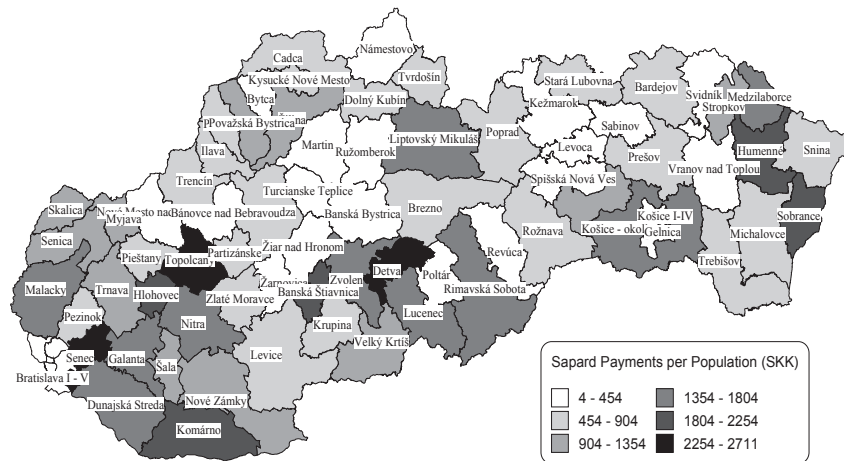 Námestovo
Cadca
Kysucké Nové Mesto
Tvrdošín
Bytca
Dolný Kubín
Považská Bystrica
Ilava
Martin
Ružomberok
Liptovský Mikuláš
Poprad
Kežmarok
Stará Lubovna
Bardejov
Svidník
Stropkov
Medzilaborce
Sabinov
Levoca
Prešov
Humenné
Snina
Vranov nad Toplou
Spišská Nová Ves
Trencín
Turcianske Teplice
Skalica
Nové Mesto nad
Myjava
Bánovce nad Bebravou
Banská Bystrica
Brezno
Rožnava
Košice - okol
Košice I-IV
Gelnica
Michalovce
Sobrance
Trebišov
Senica
Piešťany
Topolcany
Partizánske
Žiar nad Hronom
Revúca
Malacky
Trnava
Hlohovec
Zlaté Moravce
Žarnovica
Banská Štiavnica
Zvolen
Detva
Poltár
Rimavská Sobota
Pezinok
Nitra
Krupina
Lucenec
Senec
Galanta
Šala
Levice
Velký Krtíš
Bratislava I - V
Dunajská Streda
Nové Zámky
Komárno
Sapard Payments per Population (SKK)
4 - 454
454 - 904
904 - 1354
1354 - 1804
1804 - 2254
2254 - 2711